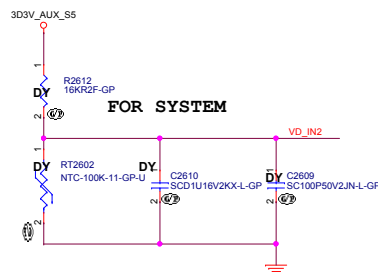 3D3V_AUX_S5
1
R2612
16KR2F-GP
DY
2
FOR SYSTEM
VD_IN2
1
DY
RT2602
NTC-100K-11-GP-U
2
DY
1
C2610
SCD1U16V2KX-L-GP
2
DY
1
C2609
SC100P50V2JN-L-GP
2